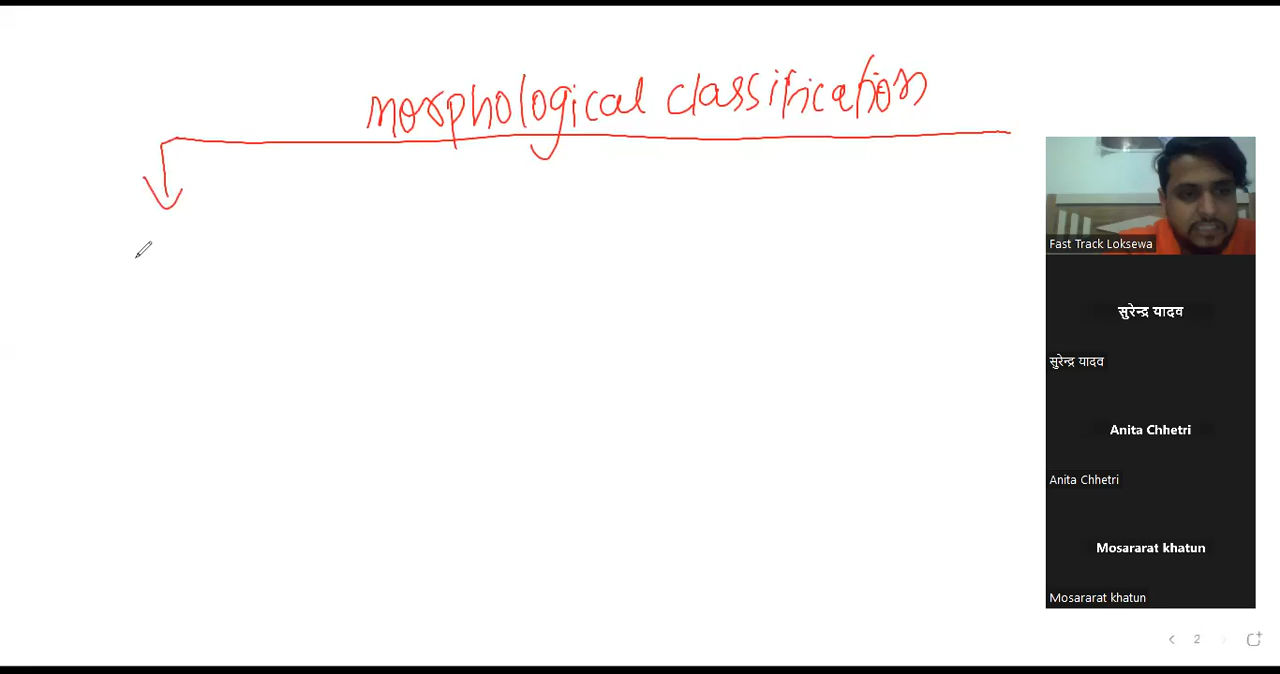 morphological classification
Fast Track Loksewa
सुरेन्द्र यादव
सुरेन्द्र यादव
Anita Chhetri
Anita Chhetri
Mosararat khatun
Mosararat khatun
2